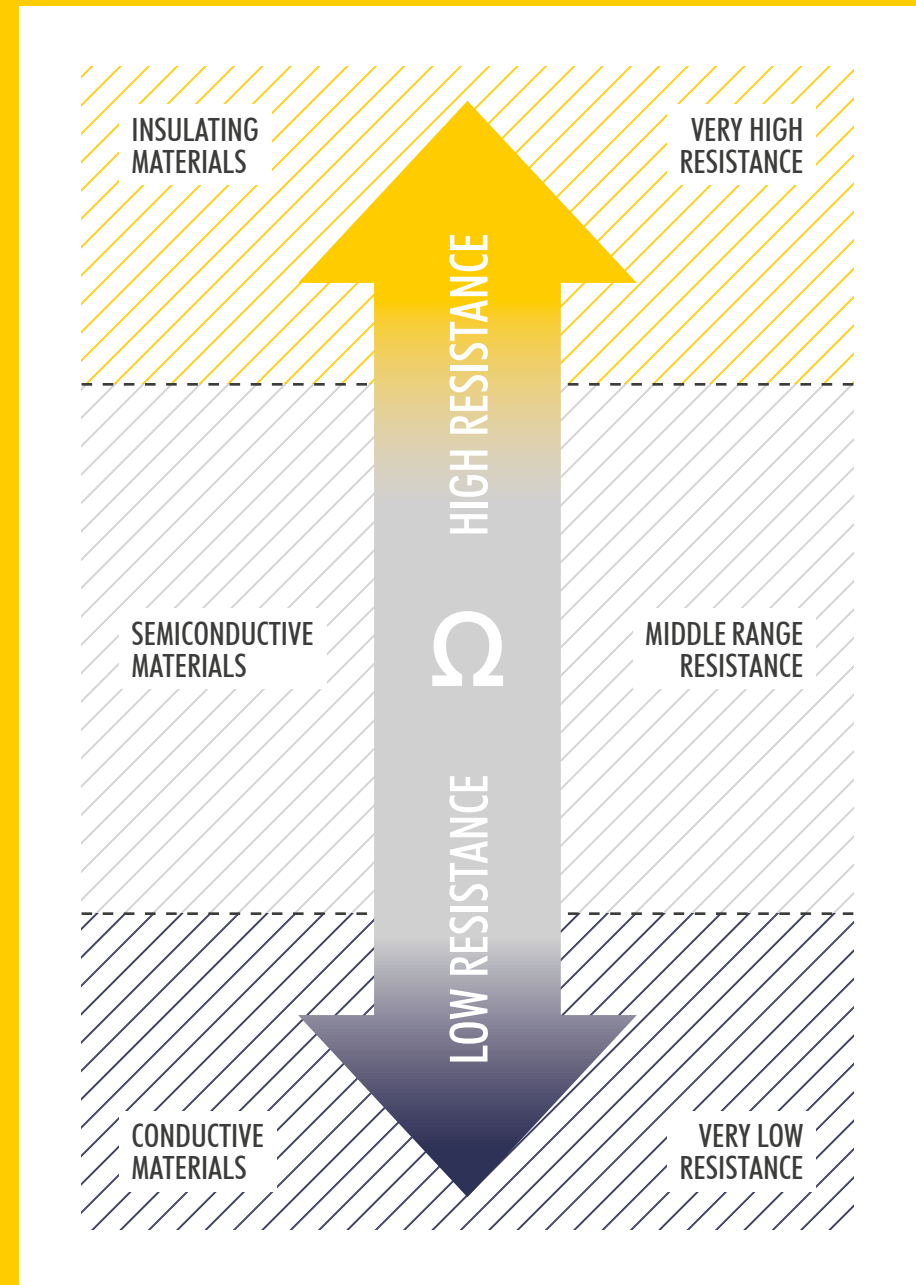 INSULATING
MATERIALS
VERY HIGH
RESISTANCE
HIGH RESISTANCE
SEMICONDUCTIVE
MATERIALS
Ω
MIDDLE RANGE
RESISTANCE
LOW RESISTANCE
CONDUCTIVE
MATERIALS
VERY LOW
RESISTANCE